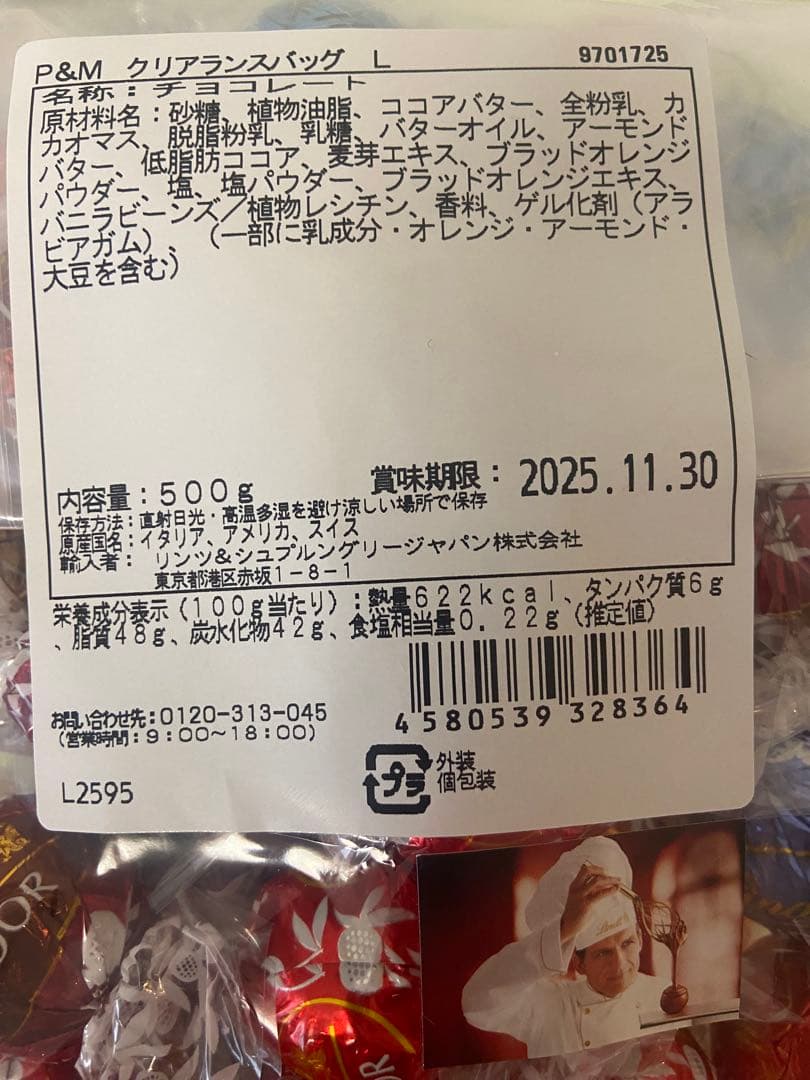 P&M クリアランスバッグ L 9701725
名称:チョコレート
原材料名:砂糖、植物油脂、ココアバター、全粉乳、カ
カオマス、脱脂粉乳、乳糖、バターオイル、アーモンド
バター、低脂肪ココア、麦芽エキス、ブラッドオレンジ
パウダー、塩、塩パウダー、ブラッドオレンジエキス、
バニラビーンズ/植物レシチン、香料、ゲル化剤(アラ
ビアガム)、(一部に乳成分・オレンジ・アーモンド・
大豆を含む)
内容量:500g 賞味期限:2025.11.30
保存方法:直射日光・高温多湿を避け涼しい場所で保存
原産国名:イタリア、アメリカ、スイス
輸入者: リンツ&シュプルングリージャパン株式会社
東京都港区赤坂1-8-1
栄養成分表示(100g当たり):熱量622kcal、タンパク質6g
、脂質48g、炭水化物42g、食塩相当量0.22g(推定値)
お問い合わせ先:0120-313-045
(営業時間:9:00~18:00)
4580539328364
プラ
外装
個包装
L2595
DOR
Lindt
OR